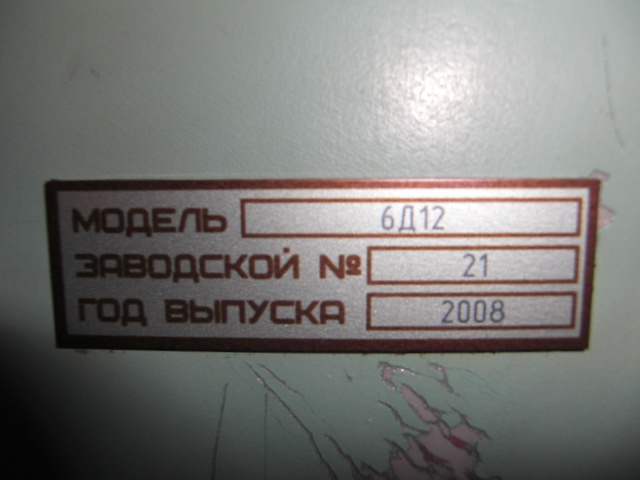 МОДЕЛЬ 6Д12
ЗАВОДСКОЙ № 21
ГОД ВЫПУСКА 2008